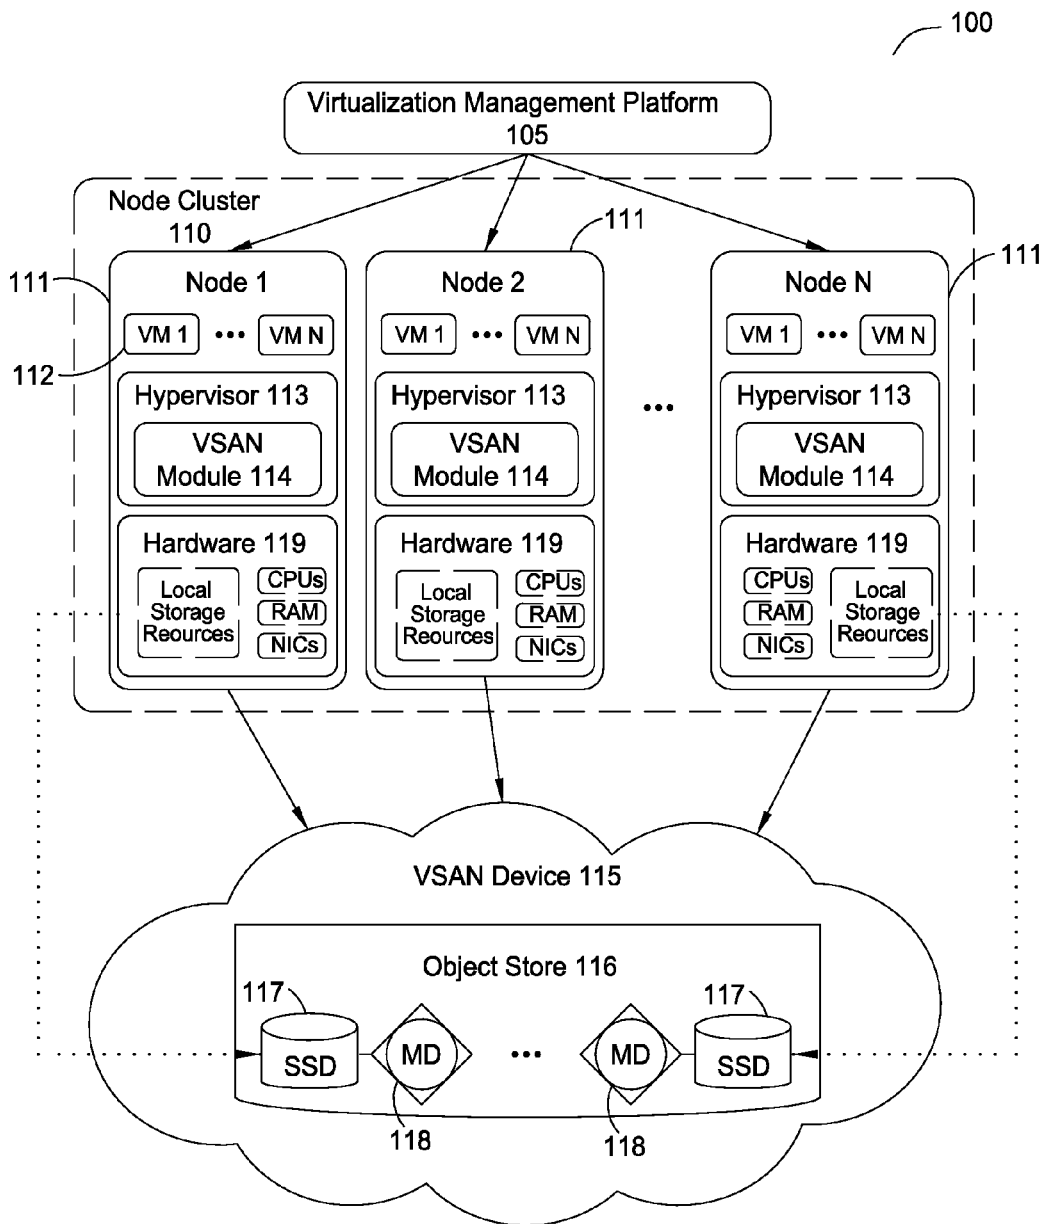 100
Virtualization Management Platform
105
Node Cluster
110
111
111
111
Node 1
VM 1 ••• VM N
112
Hypervisor 113
VSAN
Module 114
Hardware 119
Local
Storage
Reources
CPUs
RAM
NICs
Node 2
VM 1 ••• VM N
Hypervisor 113
VSAN
Module 114
Hardware 119
Local
Storage
Reources
CPUs
RAM
NICs
•••
Node N
VM 1 ••• VM N
Hypervisor 113
VSAN
Module 114
Hardware 119
CPUs
RAM
NICs
Local
Storage
Reources
VSAN Device 115
Object Store 116
117
117
SSD
MD
•••
MD
SSD
118
118